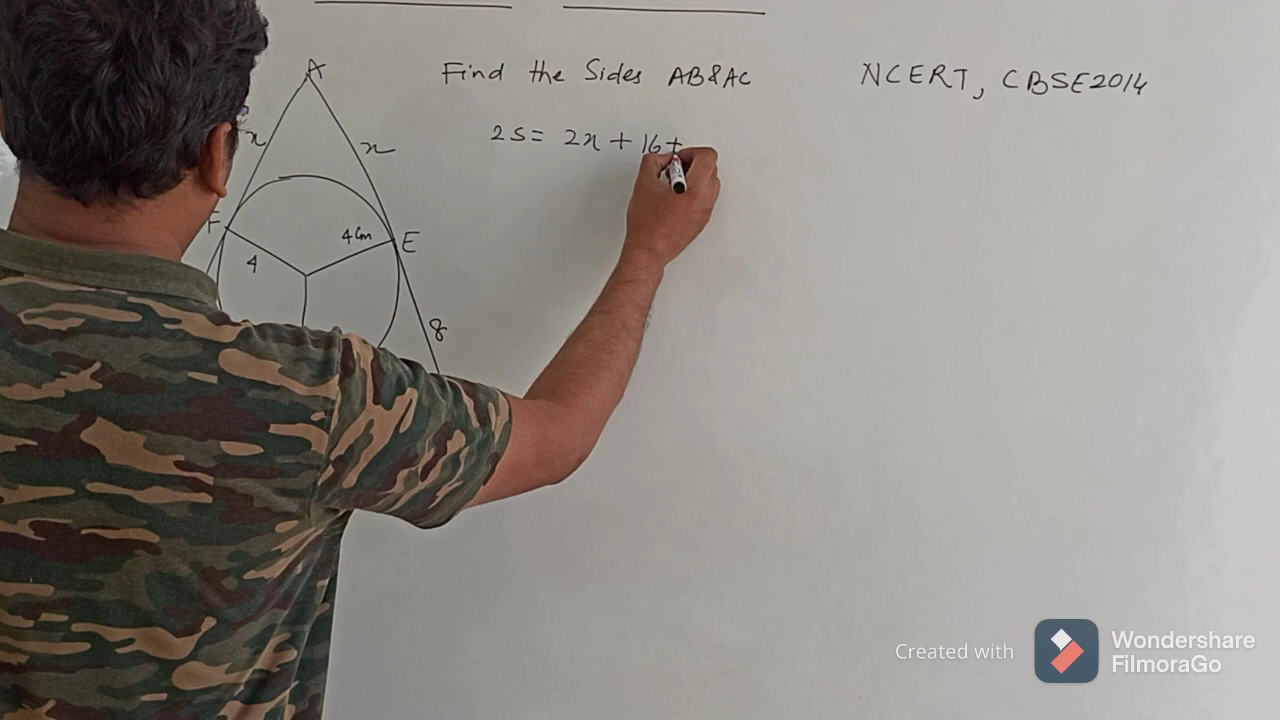 A
Find the Sides AB&AC
NCERT, CBSE2014
2S = 2x + 16 +
x
x
F
4cm
E
4
8
Created with
Wondershare
FilmoraGo